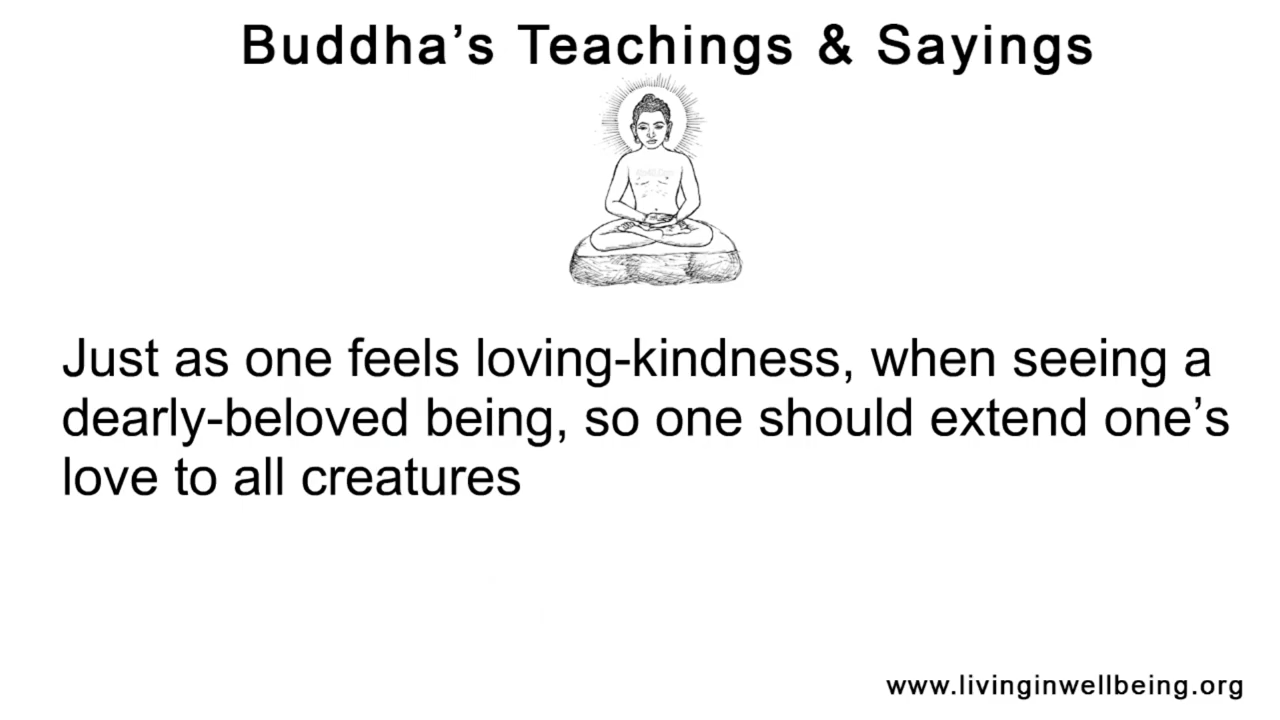 Buddha’s Teachings & Sayings
Just as one feels loving-kindness, when seeing a
dearly-beloved being, so one should extend one’s
love to all creatures
www.livinginwellbeing.org